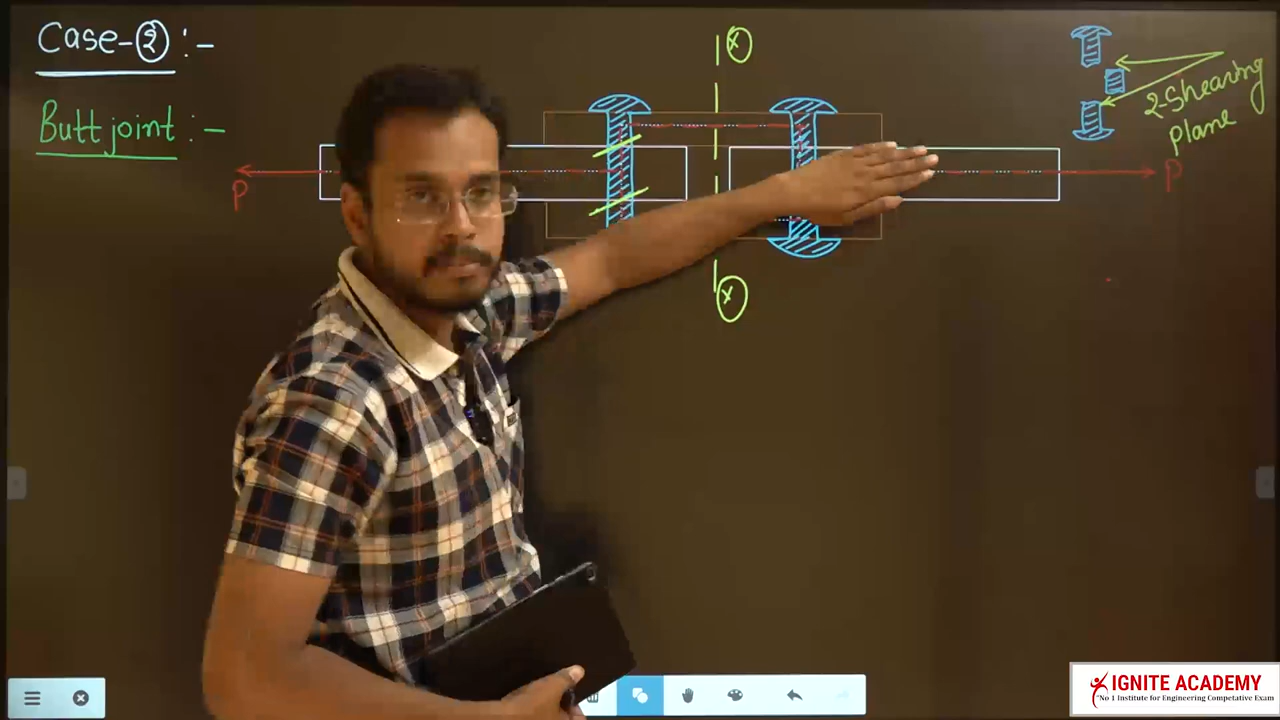 Case-② :-
Butt joint :-
P
X
X
P
2-Shearing
plane
IGNITE ACADEMY
"No 1 Institute for Engineering Competative Exam